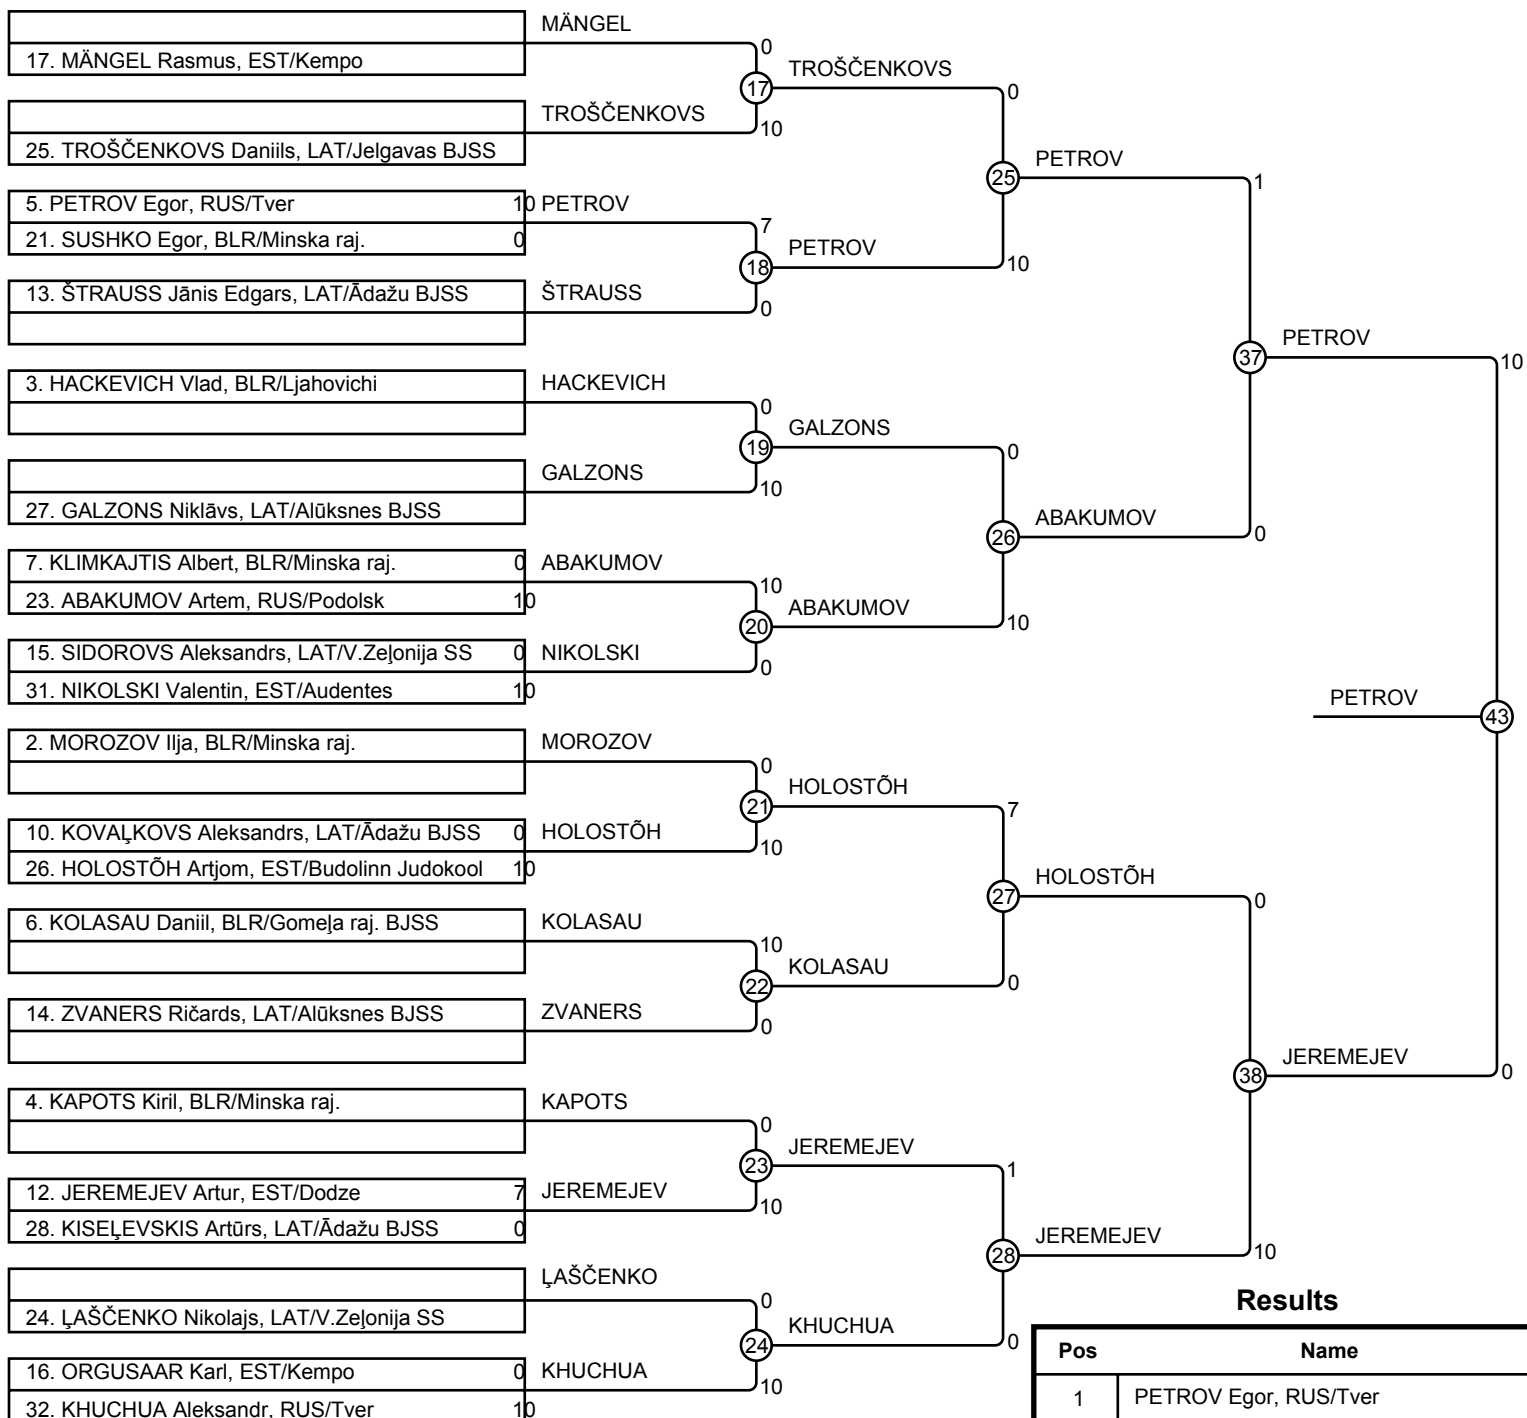 MÄNGEL
17. MÄNGEL Rasmus, EST/Kempo
0
17
TROŠČENKOVS
TROŠČENKOVS
10
0
25. TROŠČENKOVS Daniils, LAT/Jelgavas BJSS
25
PETROV
1
5. PETROV Egor, RUS/Tver 10 PETROV
21. SUSHKO Egor, BLR/Minska raj. 0
7
18
PETROV
10
13. ŠTRAUSS Jānis Edgars, LAT/Ādažu BJSS ŠTRAUSS
0
37
PETROV
10
3. HACKEVICH Vlad, BLR/Ljahovichi HACKEVICH
0
19
GALZONS
0
GALZONS
10
27. GALZONS Niklāvs, LAT/Alūksnes BJSS
26
ABAKUMOV
0
7. KLIMKAJTIS Albert, BLR/Minska raj. 0 ABAKUMOV
23. ABAKUMOV Artem, RUS/Podolsk 10
10
20
ABAKUMOV
10
15. SIDOROVS Aleksandrs, LAT/V.Zeļonija SS 0 NIKOLSKI
0
31. NIKOLSKI Valentin, EST/Audentes 10
PETROV
43
2. MOROZOV Ilja, BLR/Minska raj. MOROZOV
0
21
HOLOSTÕH
7
10. KOVAĻKOVS Aleksandrs, LAT/Ādažu BJSS 0 HOLOSTÕH
10
26. HOLOSTÕH Artjom, EST/Budolinn Judokool 10
27
HOLOSTÕH
0
6. KOLASAU Daniil, BLR/Gomeļa raj. BJSS KOLASAU
10
22
KOLASAU
0
14. ZVANERS Ričards, LAT/Alūksnes BJSS ZVANERS
0
38
JEREMEJEV
0
4. KAPOTS Kiril, BLR/Minska raj. KAPOTS
0
23
JEREMEJEV
1
12. JEREMEJEV Artur, EST/Dodze 7 JEREMEJEV
10
28. KISEĻEVSKIS Artūrs, LAT/Ādažu BJSS 0
28
JEREMEJEV
10
ĻAŠČENKO
0
24. ĻAŠČENKO Nikolajs, LAT/V.Zeļonija SS
24
KHUCHUA
0
16. ORGUSAAR Karl, EST/Kempo 0 KHUCHUA
10
32. KHUCHUA Aleksandr, RUS/Tver 10
Results
Pos Name
1 PETROV Egor, RUS/Tver